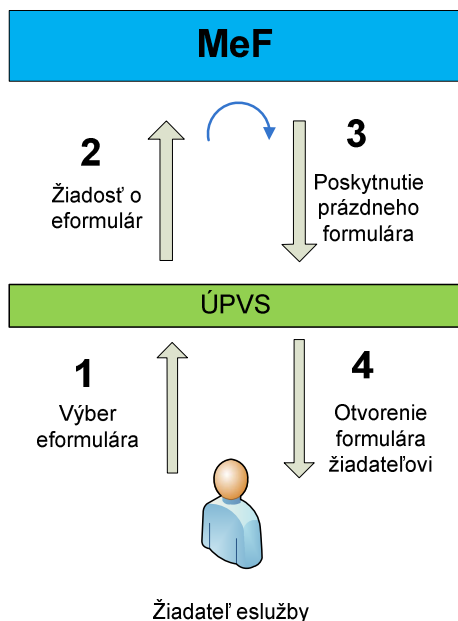 MeF
2
Žiadosť o
eformulár
3
Poskytnutie
prázdneho
formulára
ÚPVS
1
Výber
eformulára
4
Otvorenie
formulára
žiadateľovi
Žiadateľ eslužby